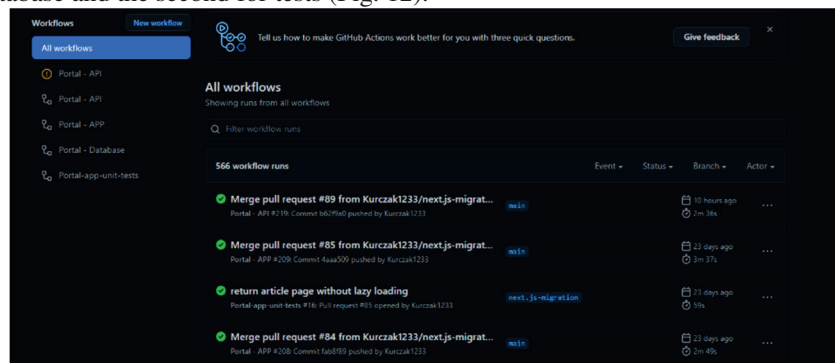 tabase and the second for tests (Fig. 12).
Workflows
New workflow
All workflows
Portal - API
Portal - API
Portal - APP
Portal - Database
Portal-app-unit-tests
Tell us how to make GitHub Actions work better for you with three quick questions.
Give feedback
All workflows
Showing runs from all workflows
Filter workflow runs
566 workflow runs
Event
Status
Branch
Actor
Merge pull request #89 from Kurczak1233/next.js-migrat...
main
10 hours ago
Portal - API #219: Commit b62f9a0 pushed by Kurczak1233
2m 36s
Merge pull request #85 from Kurczak1233/next.js-migrat...
main
23 days ago
Portal - APP #209: Commit 4aaa509 pushed by Kurczak1233
3m 37s
return article page without lazy loading
next.js-migration
23 days ago
Portal-app-unit-tests #16: Pull request #85 opened by Kurczak1233
59s
Merge pull request #84 from Kurczak1233/next.js-migrat...
main
23 days ago
Portal - APP #208: Commit fab8f89 pushed by Kurczak1233
2m 49s